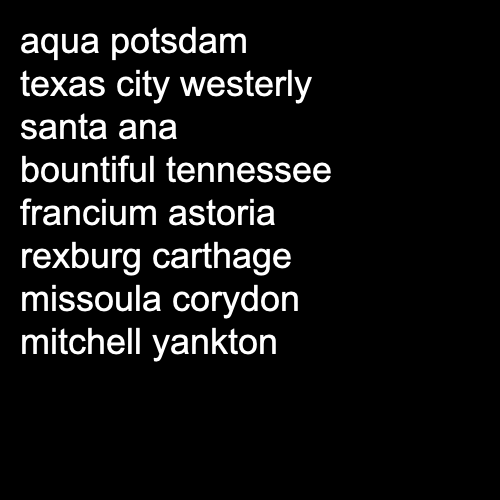 aqua potsdam
texas city westerly
santa ana
bountiful tennessee
francium astoria
rexburg carthage
missoula corydon
mitchell yankton